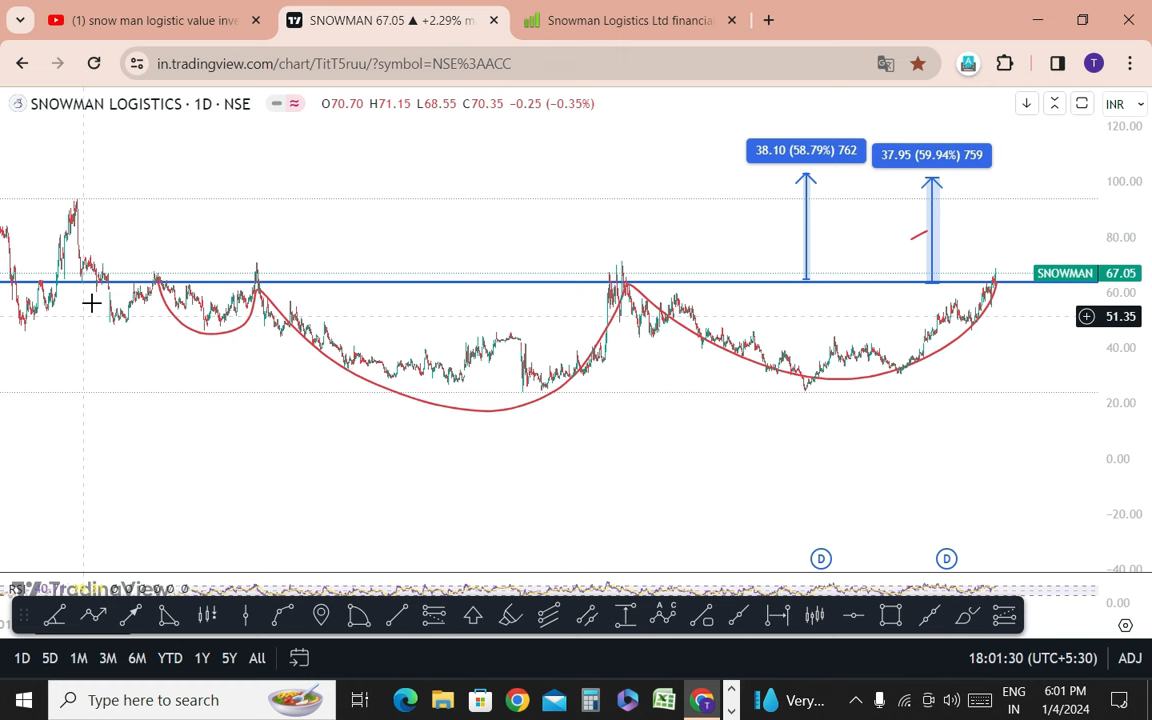 (1) snow man logistic value inve
SNOWMAN 67.05 ▲ +2.29% m
Snowman Logistics Ltd financia
in.tradingview.com/chart/TitT5ruu/?symbol=NSE%3AACC
T
SNOWMAN LOGISTICS · 1D · NSE
O70.70 H71.15 L68.55 C70.35 −0.25 (−0.35%)
INR
120.00
38.10 (58.79%) 762
37.95 (59.94%) 759
100.00
80.00
SNOWMAN 67.05
60.00
51.35
40.00
20.00
0.00
−20.00
D D
−40.00
RSI
TradingView
0.00
1D 5D 1M 3M 6M YTD 1Y 5Y All
18:01:30 (UTC+5:30) ADJ
Type here to search
Very...
ENG
IN
6:01 PM
1/4/2024